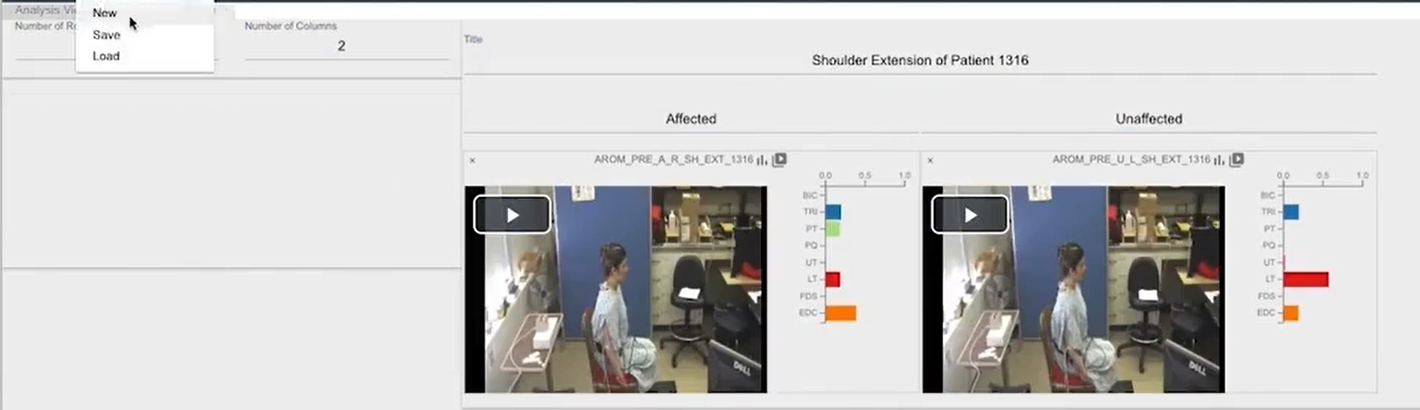 Analysis
New
Save
Load
Number of
Number of Columns
2
Title
Shoulder Extension of Patient 1316
Affected
Unaffected
× AROM_PRE_A_R_SH_EXT_1316
0.0 0.5 1.0
BIC
TRI
PT
PQ
UT
LT
FDS
EDC
DELL
× AROM_PRE_U_L_SH_EXT_1316
0.0 0.5 1.0
BIC
TRI
PT
PQ
UT
LT
FDS
EDC
DELL